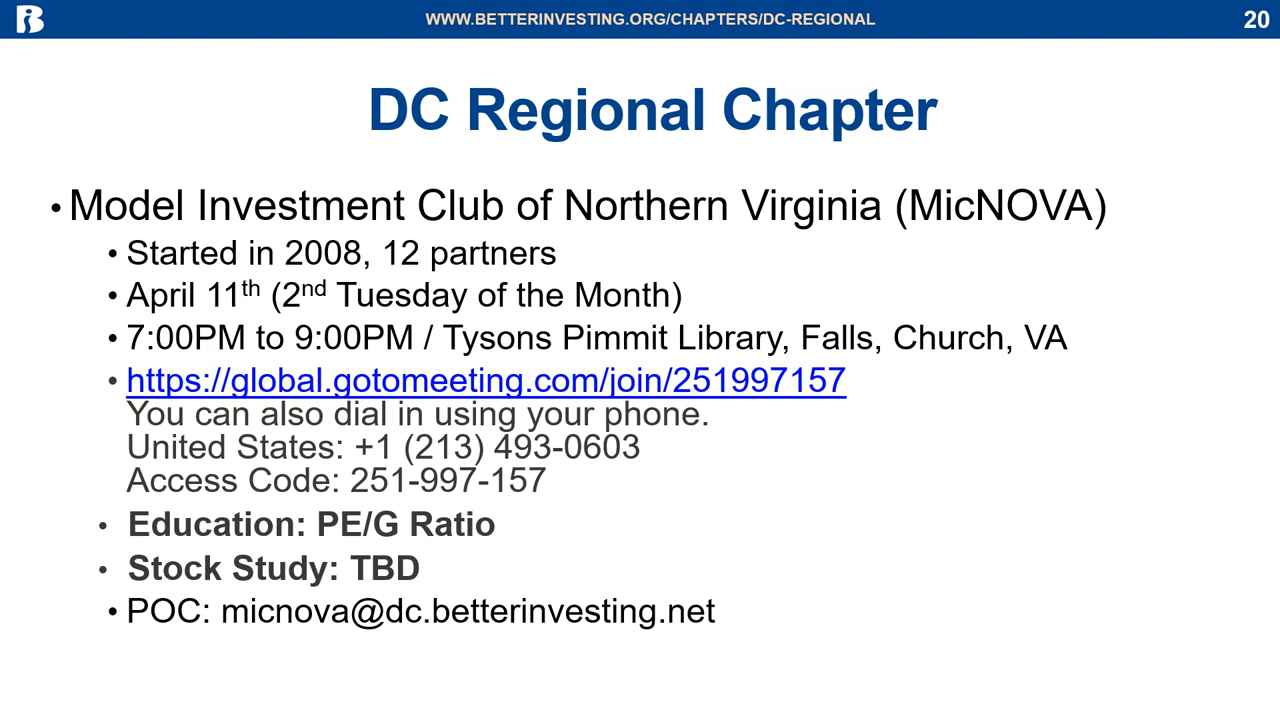 WWW.BETTERINVESTING.ORG/CHAPTERS/DC-REGIONAL
20
DC Regional Chapter
• Model Investment Club of Northern Virginia (MicNOVA)
• Started in 2008, 12 partners
• April 11th (2nd Tuesday of the Month)
• 7:00PM to 9:00PM / Tysons Pimmit Library, Falls, Church, VA
• https://global.gotomeeting.com/join/251997157
You can also dial in using your phone.
United States: +1 (213) 493-0603
Access Code: 251-997-157
• Education: PE/G Ratio
• Stock Study: TBD
• POC: micnova@dc.betterinvesting.net